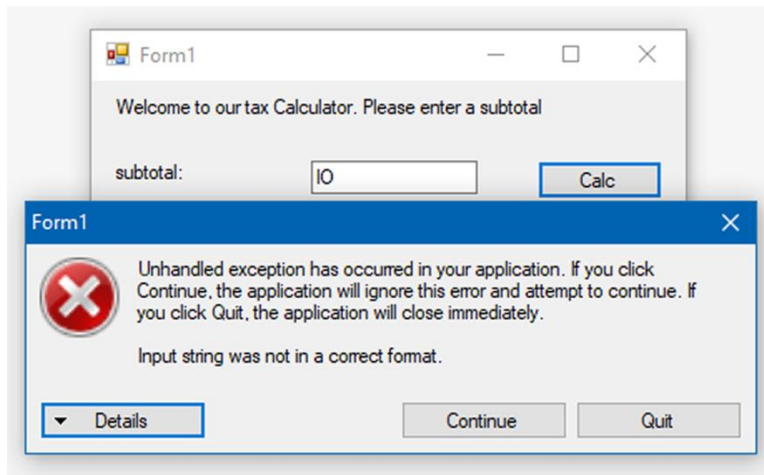 Form1
Welcome to our tax Calculator. Please enter a subtotal
subtotal: IO Calc
Form1
Unhandled exception has occurred in your application. If you click
Continue, the application will ignore this error and attempt to continue. If
you click Quit, the application will close immediately.
Input string was not in a correct format.
Details Continue Quit